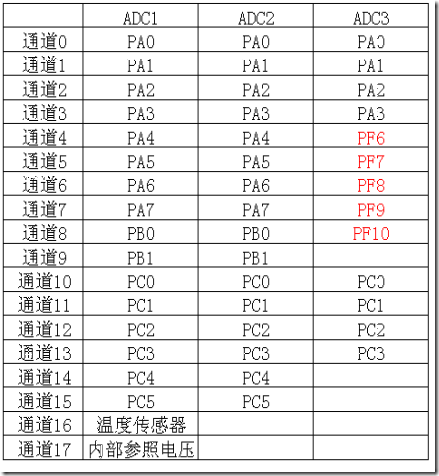 ADC1 ADC2 ADC3
通道0 PA0 PA0 PA0
通道1 PA1 PA1 PA1
通道2 PA2 PA2 PA2
通道3 PA3 PA3 PA3
通道4 PA4 PA4 PF6
通道5 PA5 PA5 PF7
通道6 PA6 PA6 PF8
通道7 PA7 PA7 PF9
通道8 PB0 PB0 PF10
通道9 PB1 PB1
通道10 PC0 PC0 PC0
通道11 PC1 PC1 PC1
通道12 PC2 PC2 PC2
通道13 PC3 PC3 PC3
通道14 PC4 PC4
通道15 PC5 PC5
通道16 温度传感器
通道17 内部参照电压